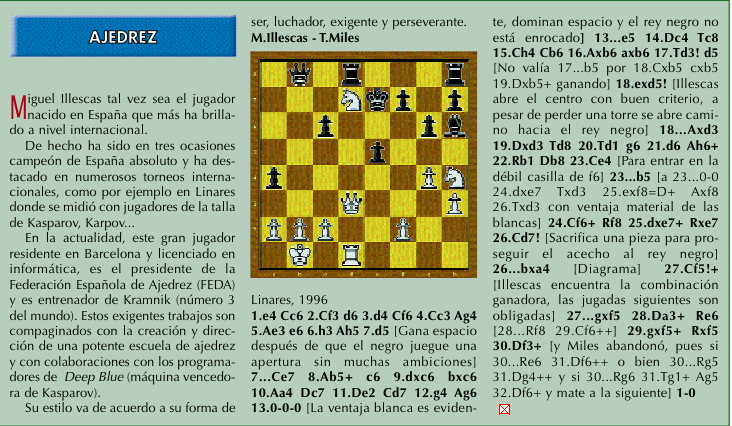 AJEDREZ
Miguel Illescas tal vez sea el jugador
nacido en España que más ha brilla-
do a nivel internacional.
De hecho ha sido en tres ocasiones
campeón de España absoluto y ha des-
tacado en numerosos torneos interna-
cionales, como por ejemplo en Linares
donde se midió con jugadores de la talla
de Kasparov, Karpov...
En la actualidad, este gran jugador
residente en Barcelona y licenciado en
informática, es el presidente de la
Federación Española de Ajedrez (FEDA)
y es entrenador de Kramnik (número 3
del mundo). Estos exigentes trabajos son
compaginados con la creación y direc-
ción de una potente escuela de ajedrez
y con colaboraciones con los programa-
dores de Deep Blue (máquina vencedo-
ra de Kasparov).
Su estilo va de acuerdo a su forma de
ser, luchador, exigente y perseverante.
M.Illescas - T.Miles
Linares, 1996
1.e4 Cc6 2.Cf3 d6 3.d4 Cf6 4.Cc3 Ag4
5.Ae3 e6 6.h3 Ah5 7.d5 [Gana espacio
después de que el negro juegue una
apertura sin muchas ambiciones]
7...Ce7 8.Ab5+ c6 9.dxc6 bxc6
10.Aa4 Dc7 11.De2 Cd7 12.g4 Ag6
13.0-0-0 [La ventaja blanca es eviden-
te, dominan espacio y el rey negro no
está enrocado] 13...e5 14.Dc4 Tc8
15.Ch4 Cb6 16.Axb6 axb6 17.Td3! d5
[No valía 17...b5 por 18.Cxb5 cxb5
19.Dxb5+ ganando] 18.exd5! [Illescas
abre el centro con buen criterio, a
pesar de perder una torre se abre cami-
no hacia el rey negro] 18...Axd3
19.Dxd3 Td8 20.Td1 g6 21.d6 Ah6+
22.Rb1 Db8 23.Ce4 [Para entrar en la
débil casilla de f6] 23...b5 [a 23...0-0
24.dxe7 Txd3 25.exf8=D+ Axf8
26.Txd3 con ventaja material de las
blancas] 24.Cf6+ Rf8 25.dxe7+ Rxe7
26.Cd7! [Sacrifica una pieza para pro-
seguir el acecho al rey negro]
26...bxa4 [Diagrama] 27.Cf5!+
[Illescas encuentra la combinación
ganadora, las jugadas siguientes son
obligadas] 27...gxf5 28.Da3+ Re6
[28...Rf8 29.Cf6++] 29.gxf5+ Rxf5
30.Df3+ [y Miles abandonó, pues si
30...Re6 31.Df6++ o bien 30...Rg5
31.Dg4++ y si 30...Rg6 31.Tg1+ Ag5
32.Df6+ y mate a la siguiente] 1-0